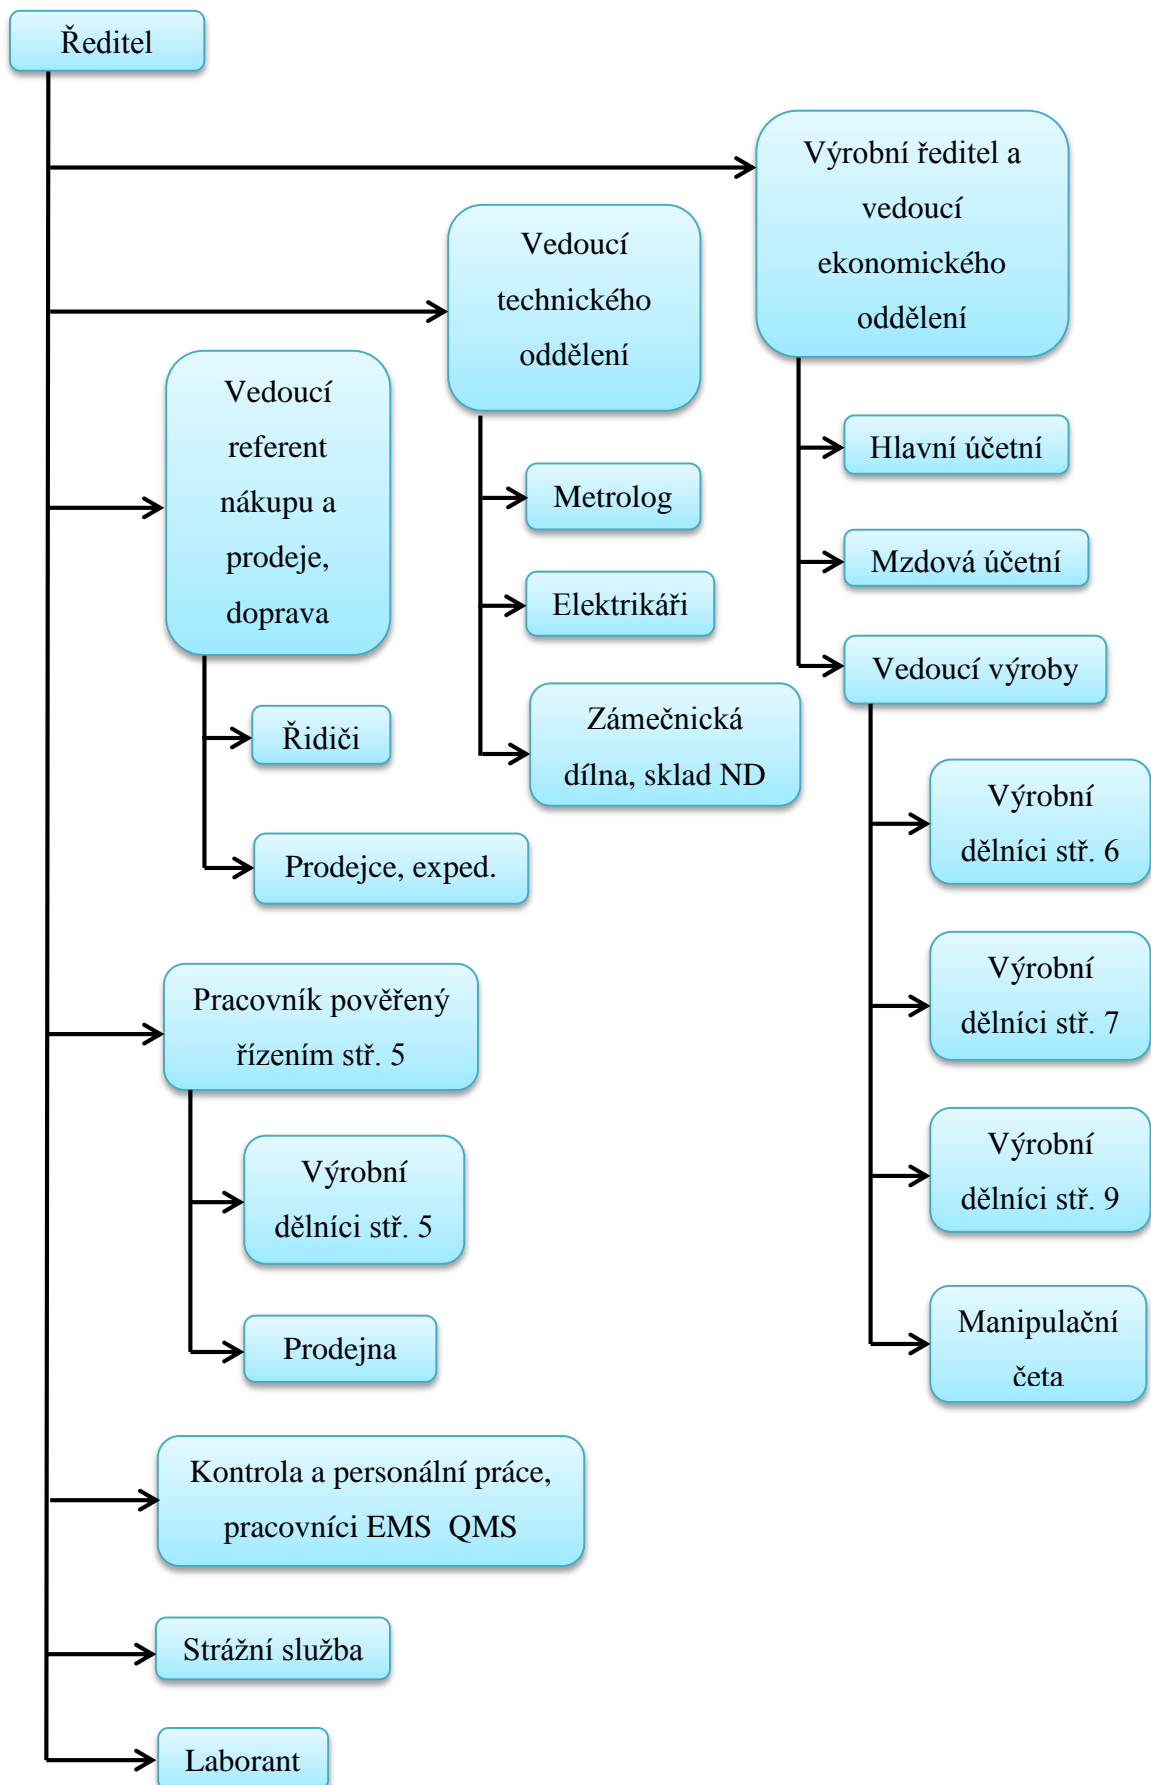 Ředitel
Výrobní ředitel a
vedoucí
ekonomického
oddělení
Vedoucí
technického
oddělení
Vedoucí
referent
nákupu a
prodeje,
doprava
Hlavní účetní
Metrolog
Mzdová účetní
Elektrikáři
Vedoucí výroby
Zámečnická
dílna, sklad ND
Řidiči
Prodejce, exped.
Výrobní
dělníci stř. 6
Výrobní
dělníci stř. 7
Pracovník pověřený
řízením stř. 5
Výrobní
dělníci stř. 5
Výrobní
dělníci stř. 9
Prodejna
Manipulační
četa
Kontrola a personální práce,
pracovníci EMS  QMS
Strážní služba
Laborant